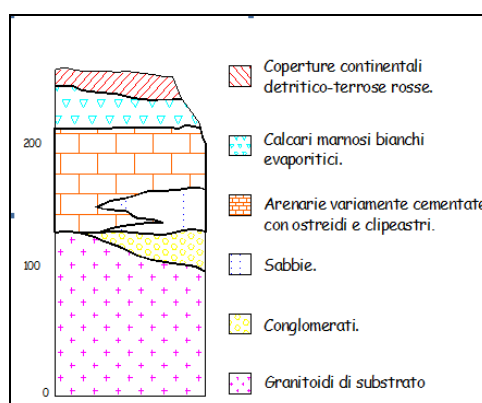 Coperture continentali
detritico-terrose rosse.
200
Calcari marnosi bianchi
evaporitici.
Arenarie variamente cementate
con ostreidi e clipeastri.
Sabbie.
100
Conglomerati.
Granitoidi di substrato
0